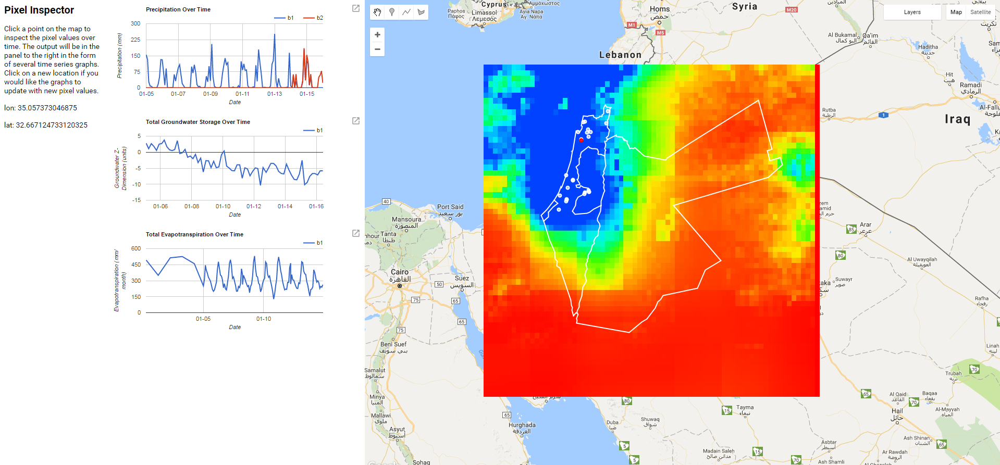 Pixel Inspector
Click a point on the map to
inspect the pixel values over
time. The output will be in the
panel to the right in the form
of several time series graphs.
Click on a new location if you
would like the graphs to
update with new pixel values.
lon: 35.057373046875
lat: 32.667124733120325
Precipitation Over Time
b1
b2
Precipitation (mm)
300
225
150
75
0
01-05
01-07
01-09
01-11
01-13
01-15
Date
Total Groundwater Storage Over Time
b1
Groundwater Z-
Dimension (units)
5
0
-5
-10
-15
01-06
01-08
01-10
01-12
01-14
01-16
Date
Total Evapotranspiration Over Time
b1
Evapotranspiration (mm/
month)
600
450
300
150
0
01-05
01-10
Date
+
−
Layers
Map
Satellite
Cyprus
Paphos
Πάφος
Limassol
Λεμεσός
Αμμόχωστος
Ayia Napa
Αγ. Νάπα
Homs
حمص
Syria
M20
M1
M5
Lebanon
Al Bukamal
البو كمال
Qa'im
القائم
تكريت
Haditha
حديثة
Hit
هيت
Ramadi
الرمادي
Al-Fallu
الفلوجة
Rutba
الرطبة
1
Iraq
40
Port Said
بور سعيد
Mansoura
المنصورة
Tanta
طنطا
nhour
Cairo
القاهرة
50
Suez
السويس
75
65
65
75
Beni Suef
بني سويف
Samalut
سمالوط
Minya
المنيا
Mallawi
ملوي
Asyut
أسيوط
Sohag
65
Hurghada
الغردقة
80
Duba
ضبا
Shuwaq
شواق
15
Tayma
تيماء
5
5
Madain Saleh
مدائن صالح
15
70
zem
amid
حزم
85
Arar
عرعر
80
Al Uwayqilah
العويقيلة
aka
Suwayr
صوير
Rafha
رفحاء
Linah
لينة
70
Trubah
تربه
65
Al Qaid
القاعد
Baqaa
بقعاء
70
Al-Mayyah
المياه
Hail
حائل
Ash Shinan
الشنان
65
Asbtar
اسبطر
Ar Rawdah
الروضة
Ash Shamli
Google